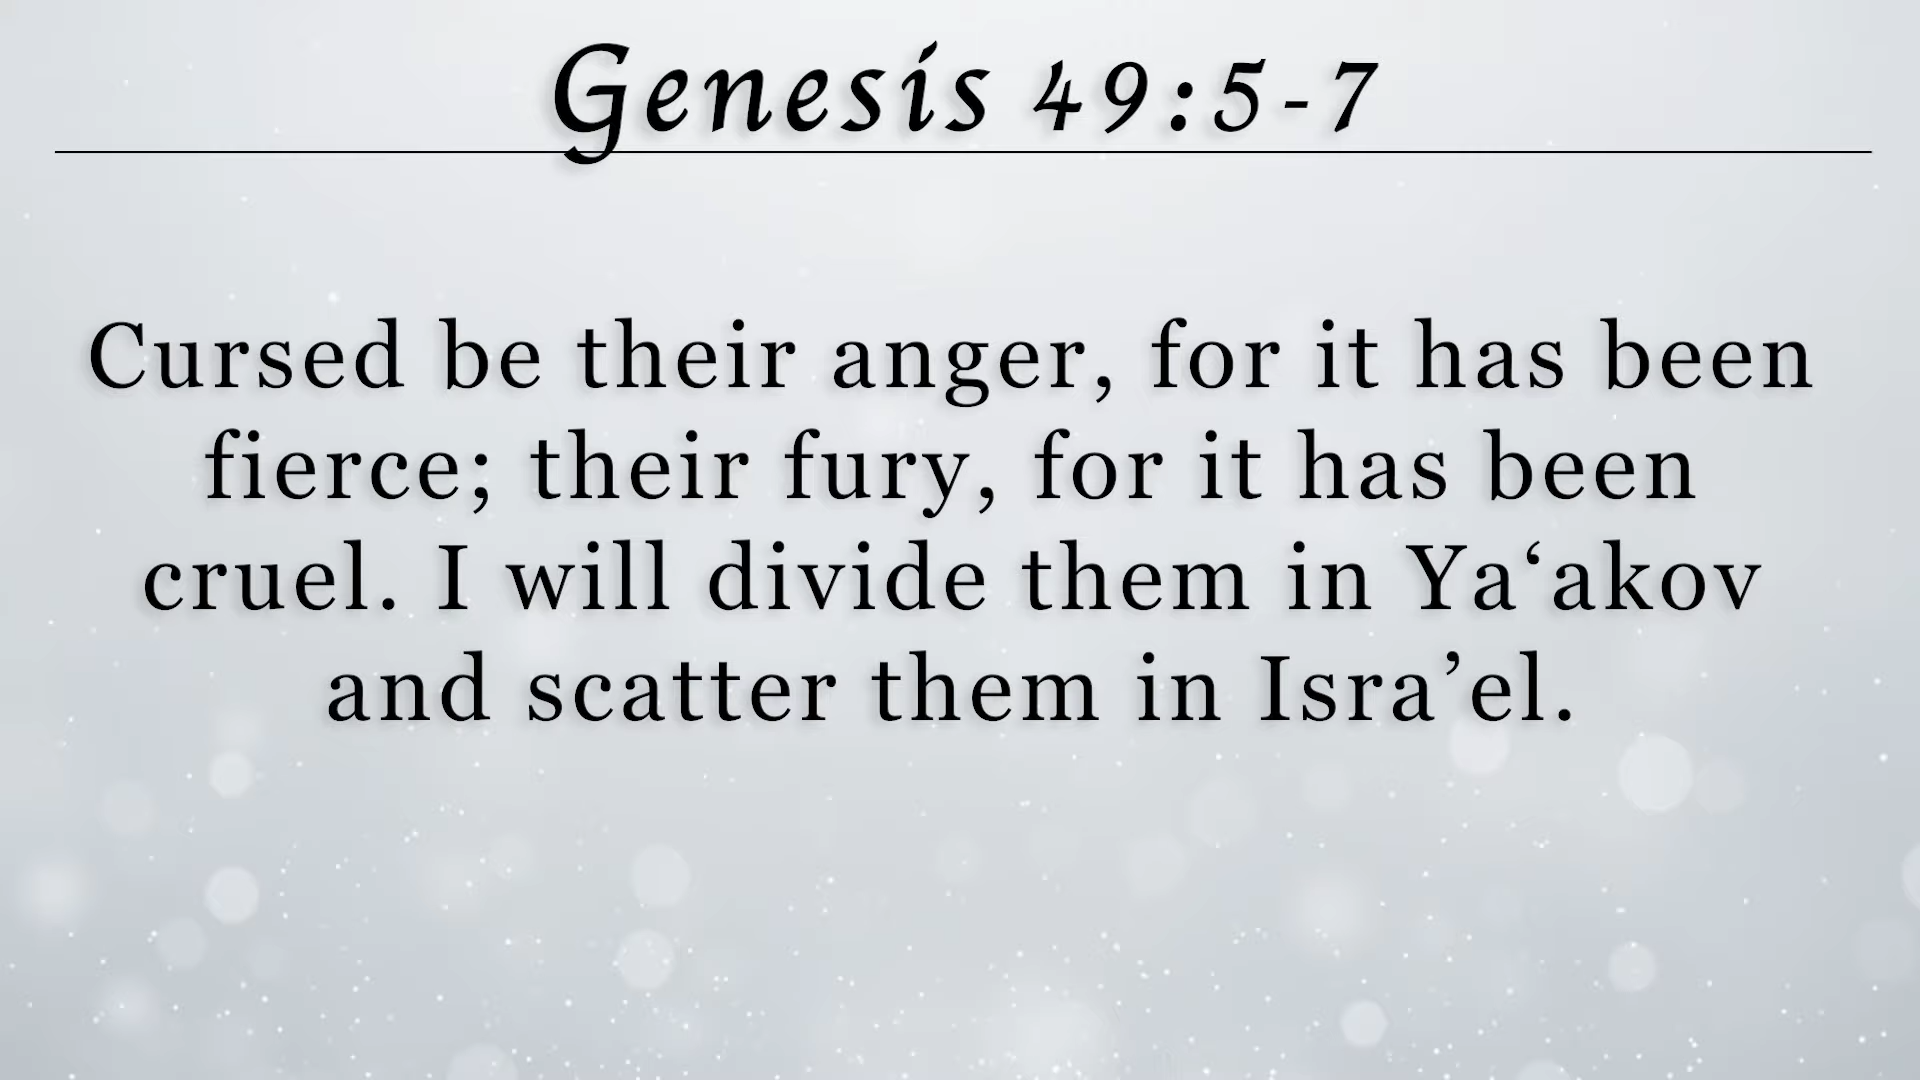 Genesis 49:5-7
Cursed be their anger, for it has been
fierce; their fury, for it has been
cruel. I will divide them in Ya‘akov
and scatter them in Isra’el.